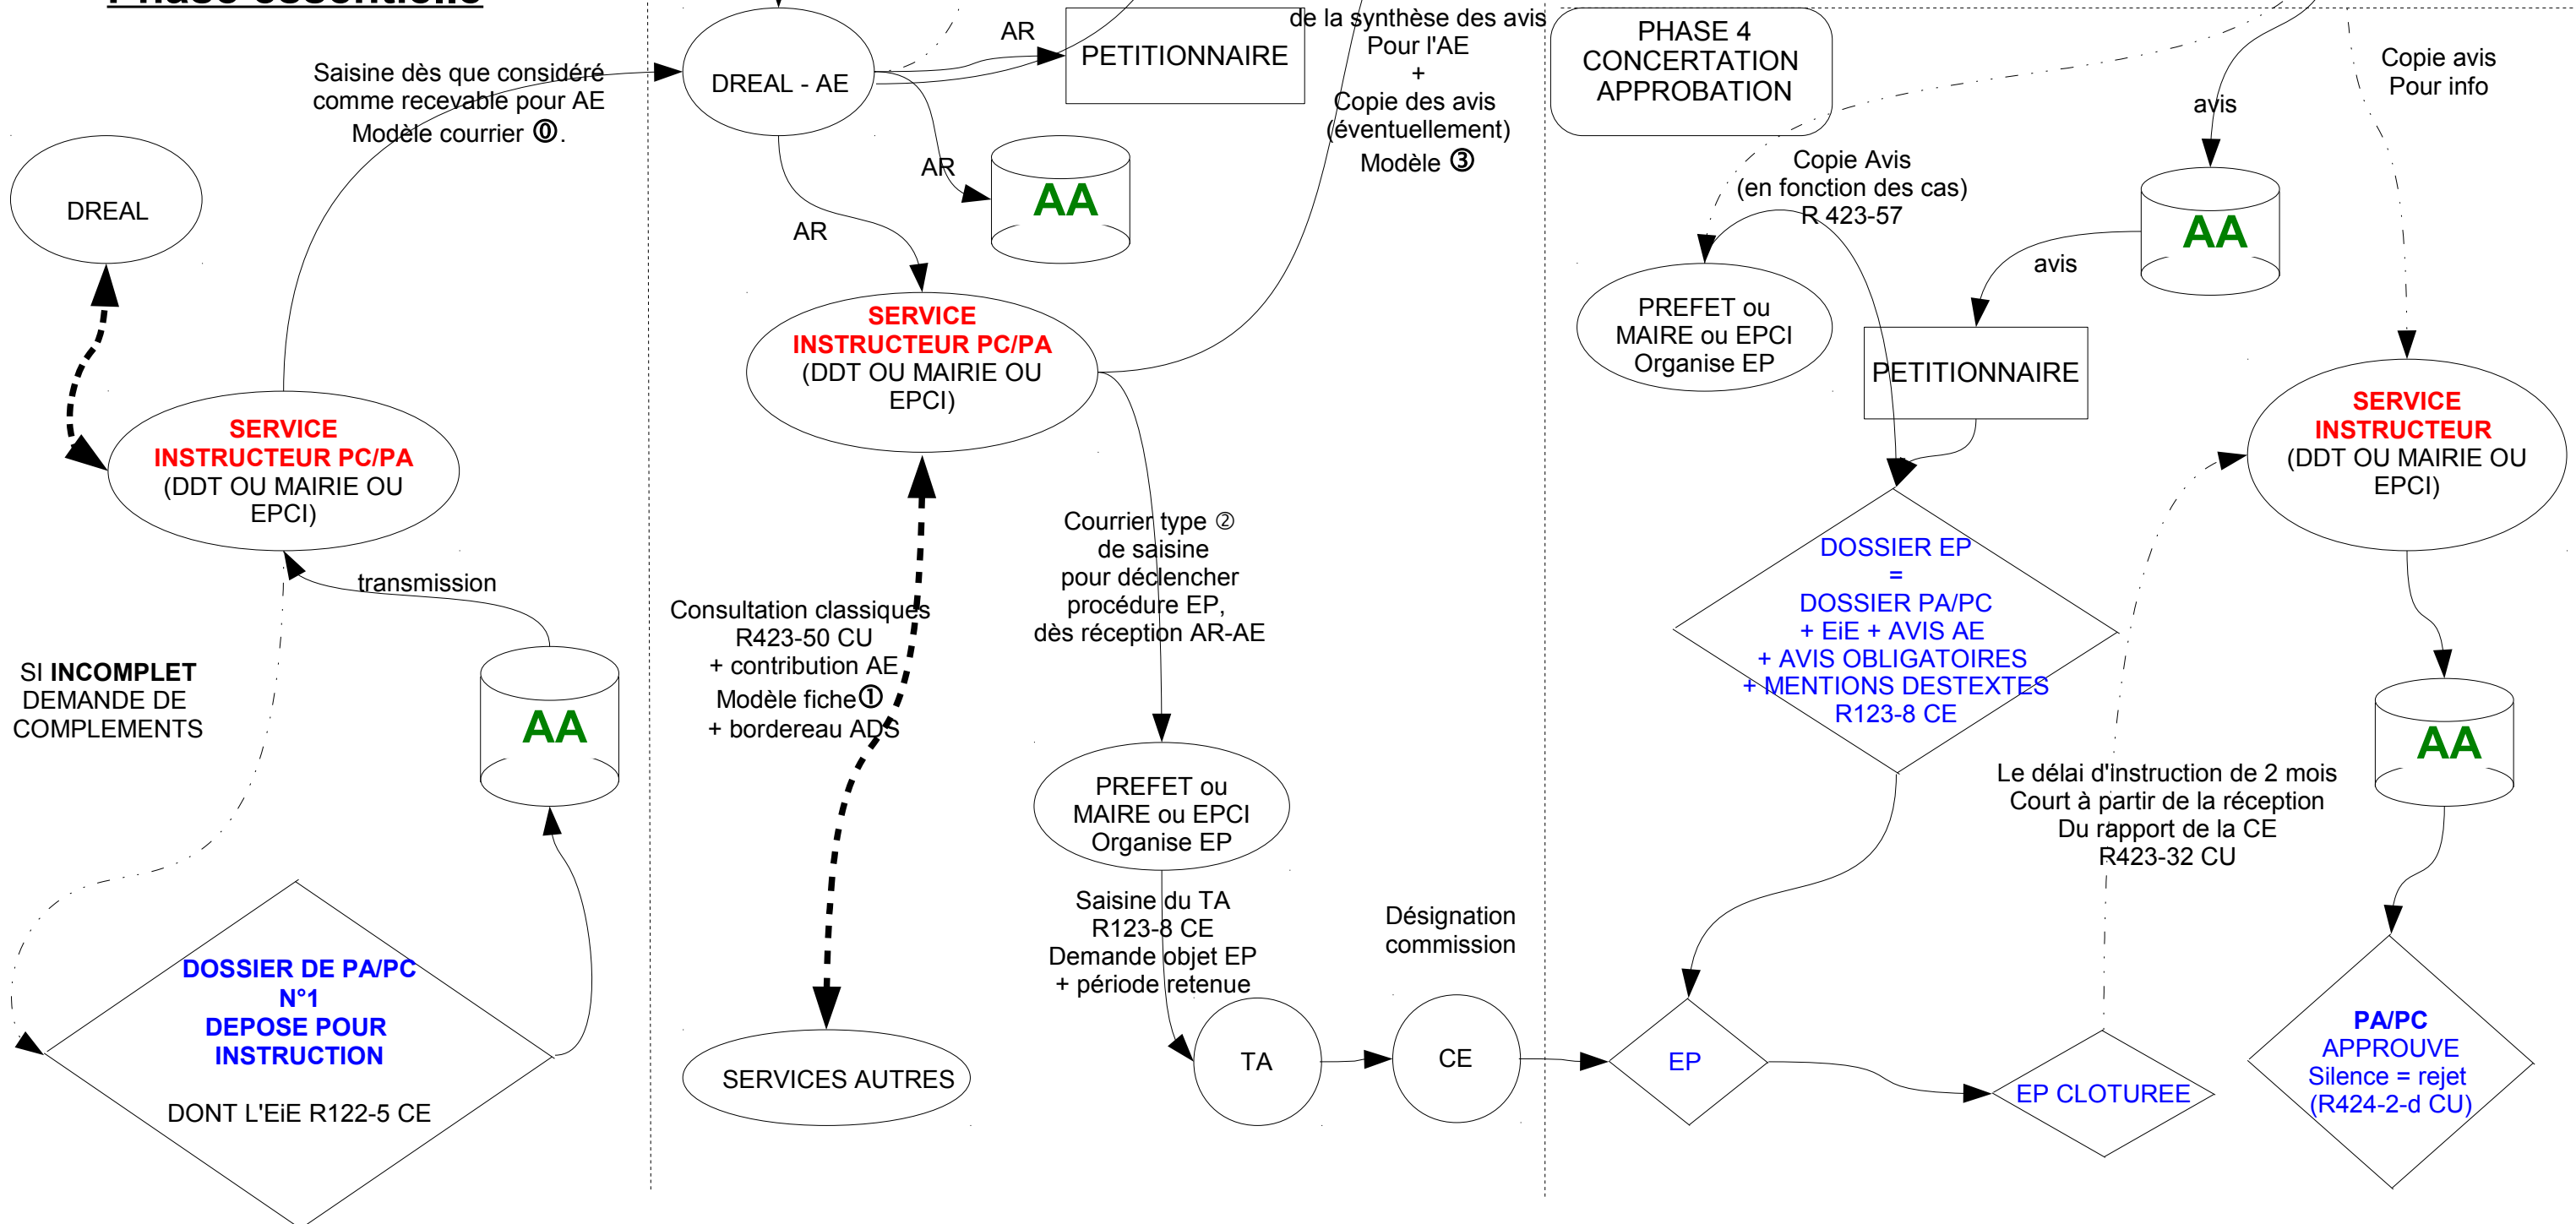 Phase essentielle
Saisine dès que considéré
comme recevable pour AE
Modèle courrier ⓪.
DREAL
SERVICE
INSTRUCTEUR PC/PA
(DDT OU MAIRIE OU
EPCI)
transmission
SI INCOMPLET
DEMANDE DE
COMPLEMENTS
AA
DOSSIER DE PA/PC
N°1
DEPOSE POUR
INSTRUCTION
DONT L'EiE R122-5 CE
DREAL - AE
AR
PETITIONNAIRE
AR
AA
AR
de la synthèse des avis
Pour l'AE
+
Copie des avis
(éventuellement)
Modèle ③
SERVICE
INSTRUCTEUR PC/PA
(DDT OU MAIRIE OU
EPCI)
Consultation classiques
R423-50 CU
+ contribution AE
Modèle fiche①
+ bordereau ADS
Courrier type ②
de saisine
pour déclencher
procédure EP,
dès réception AR-AE
PREFET ou
MAIRE ou EPCI
Organise EP
Saisine du TA
R123-8 CE
Demande objet EP
+ période retenue
SERVICES AUTRES
TA
Désignation
commission
CE
PHASE 4
CONCERTATION
APPROBATION
Copie avis
Pour info
avis
AA
Copie Avis
(en fonction des cas)
R 423-57
avis
PREFET ou
MAIRE ou EPCI
Organise EP
PETITIONNAIRE
SERVICE
INSTRUCTEUR
(DDT OU MAIRIE OU
EPCI)
DOSSIER EP
=
DOSSIER PA/PC
+ EiE + AVIS AE
+ AVIS OBLIGATOIRES
+ MENTIONS DESTEXTES
R123-8 CE
AA
Le délai d'instruction de 2 mois
Court à partir de la réception
Du rapport de la CE
R423-32 CU
EP
EP CLOTUREE
PA/PC
APPROUVE
Silence = rejet
(R424-2-d CU)